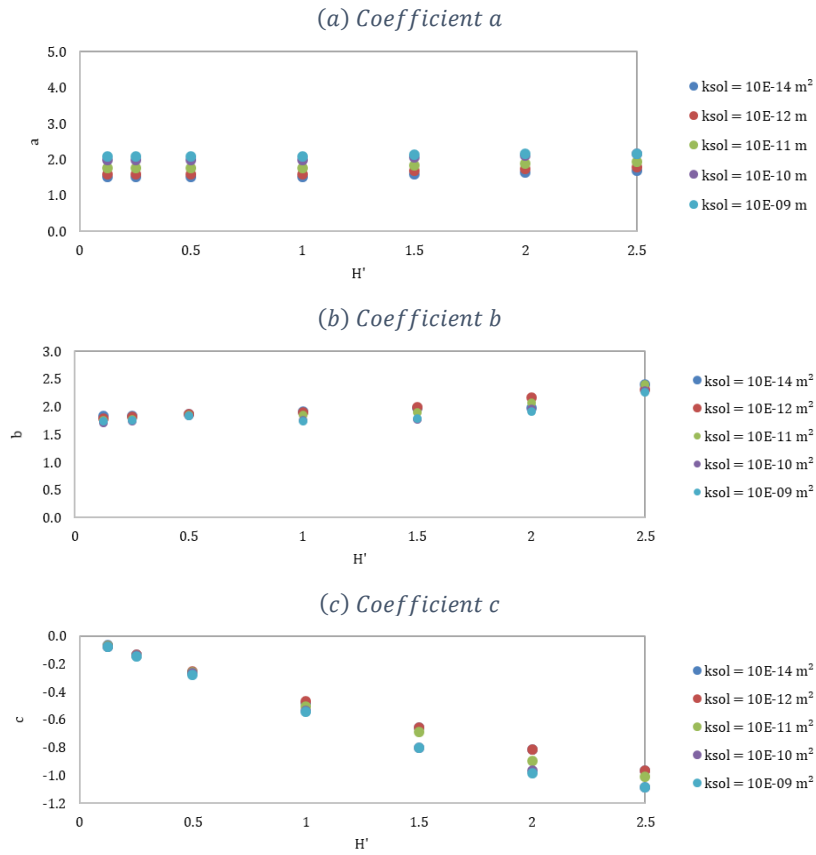 (a) Coefficient a
5.0
4.0
3.0
2.0
1.0
0.0
a
0 0.5 1 1.5 2 2.5
H'
ksol = 10E-14 m²
ksol = 10E-12 m
ksol = 10E-11 m
ksol = 10E-10 m
ksol = 10E-09 m
(b) Coefficient b
3.0
2.5
2.0
1.5
1.0
0.5
0.0
b
0 0.5 1 1.5 2 2.5
H'
ksol = 10E-14 m²
ksol = 10E-12 m²
ksol = 10E-11 m²
ksol = 10E-10 m²
ksol = 10E-09 m²
(c) Coefficient c
0.0
-0.2
-0.4
-0.6
-0.8
-1.0
-1.2
c
0 0.5 1 1.5 2 2.5
H'
ksol = 10E-14 m²
ksol = 10E-12 m²
ksol = 10E-11 m²
ksol = 10E-10 m²
ksol = 10E-09 m²